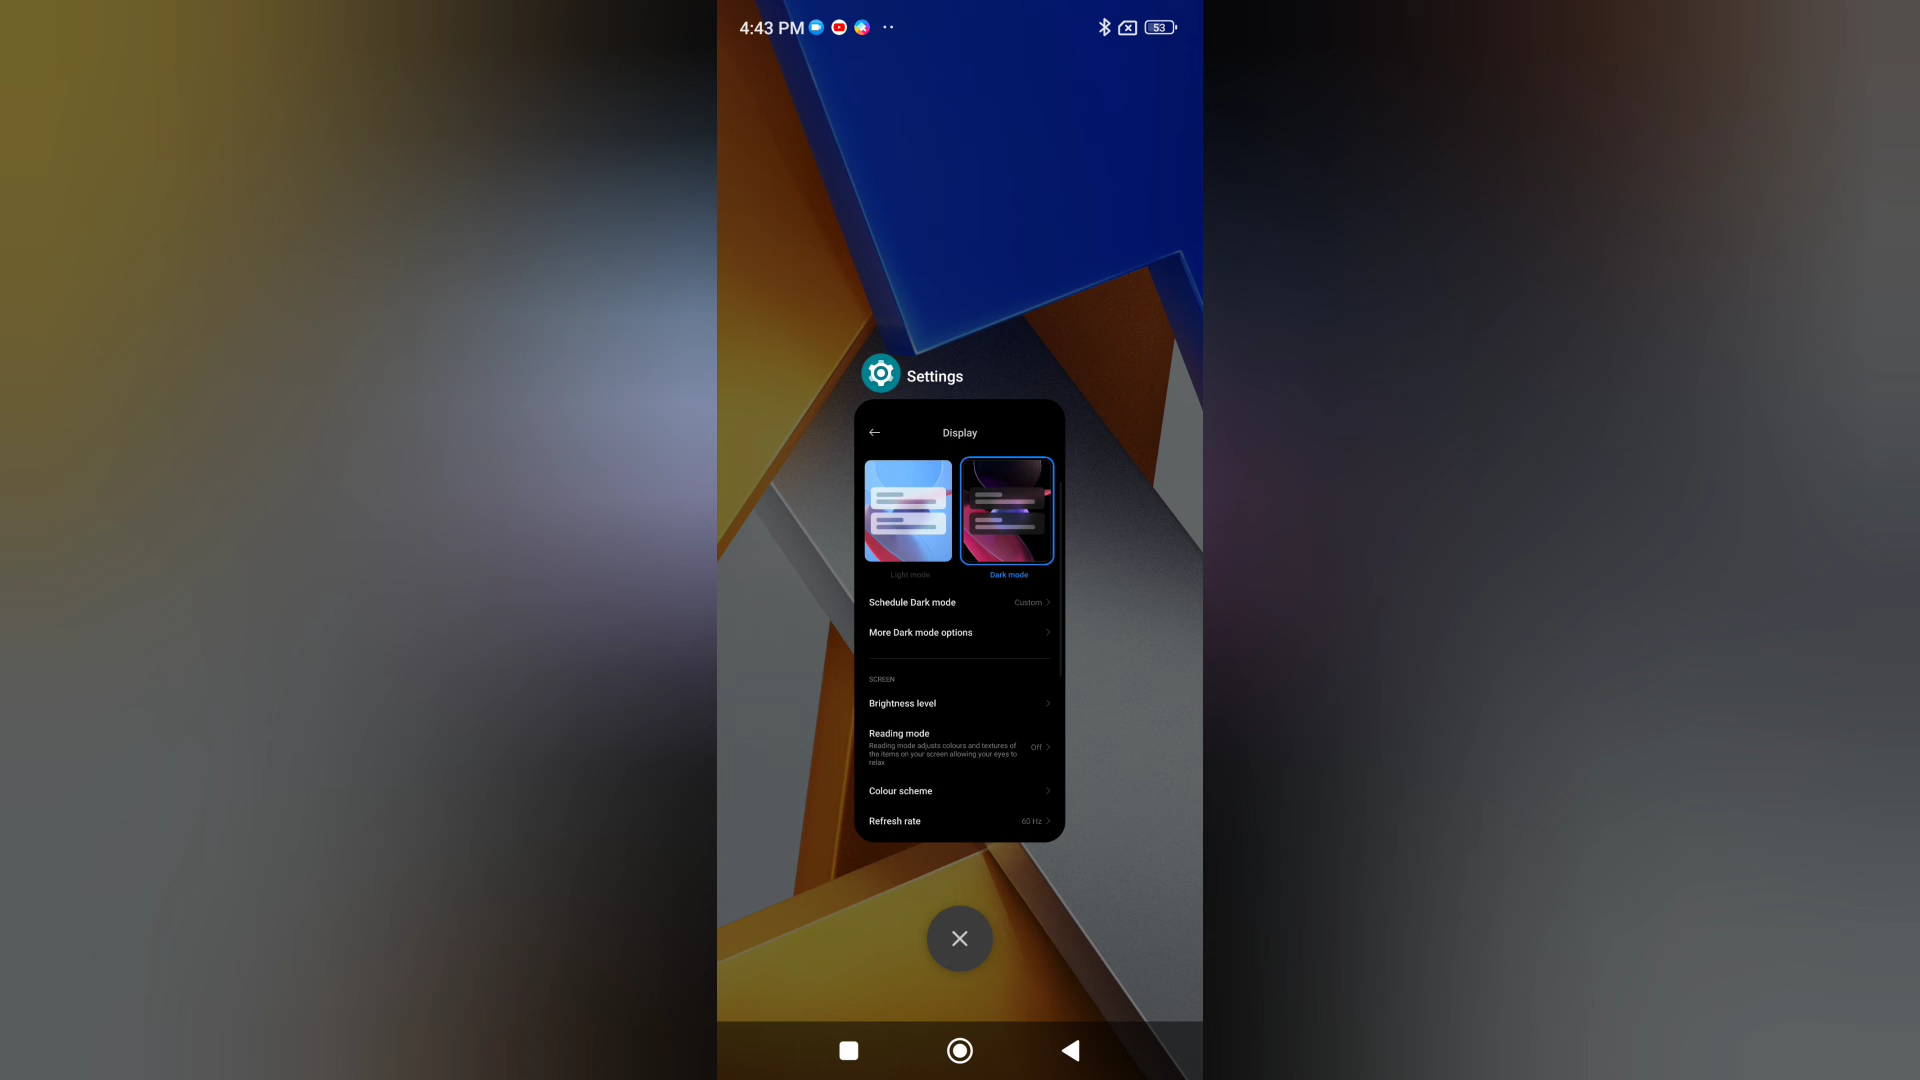 4:43 PM
53
Settings
Display
Light mode
Dark mode
Schedule Dark mode
Custom
More Dark mode options
SCREEN
Brightness level
Reading mode
Reading mode adjusts colours and textures of
the items on your screen allowing your eyes to
relax
Off
Colour scheme
Refresh rate
60 Hz